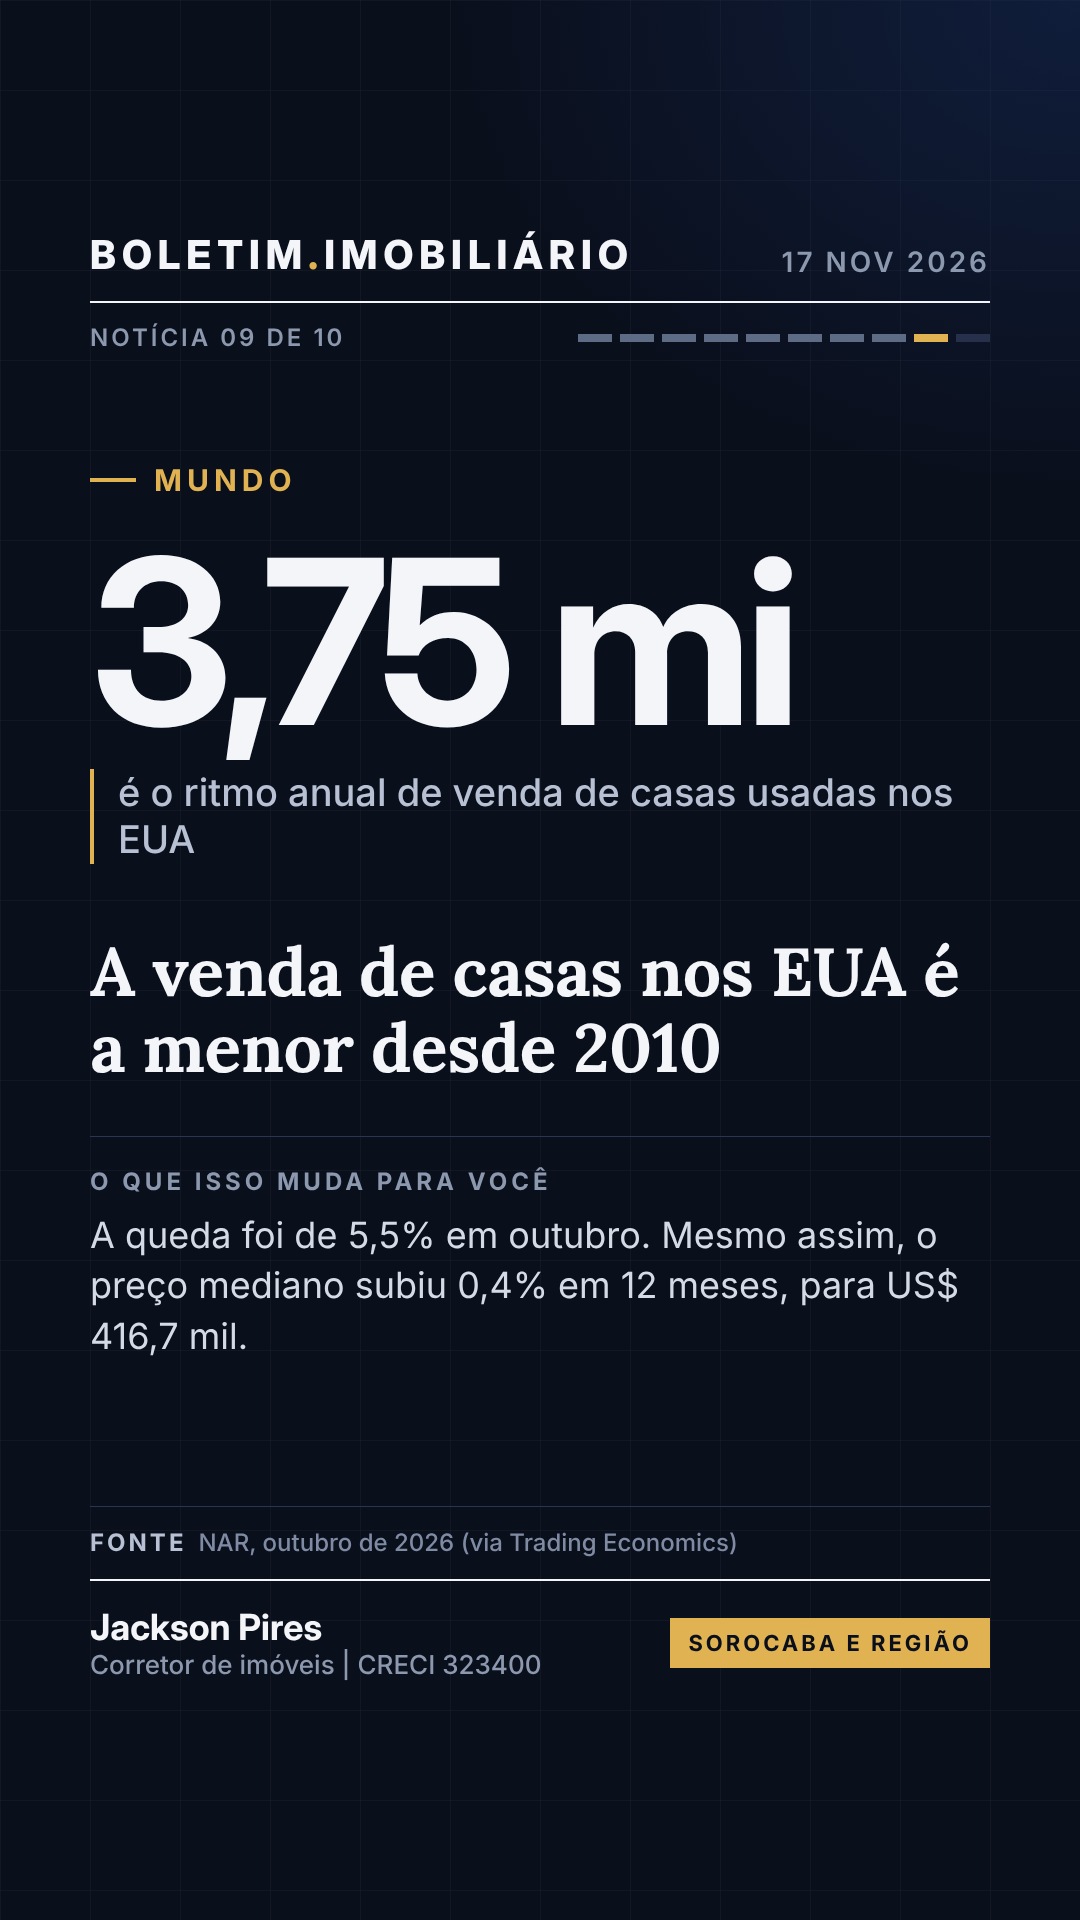 BOLETIM.IMOBILIÁRIO
17 NOV 2026
NOTÍCIA 09 DE 10
MUNDO
3,75 mi
é o ritmo anual de venda de casas usadas nos
EUA
A venda de casas nos EUA é
a menor desde 2010
O QUE ISSO MUDA PARA VOCÊ
A queda foi de 5,5% em outubro. Mesmo assim, o
preço mediano subiu 0,4% em 12 meses, para US$
416,7 mil.
FONTE NAR, outubro de 2026 (via Trading Economics)
Jackson Pires
Corretor de imóveis | CRECI 323400
SOROCABA E REGIÃO